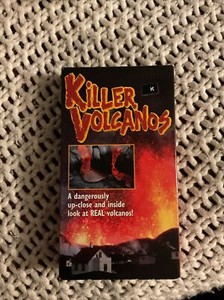 KILLER
VOLCANOS
K
A dangerously
up-close and inside
look at REAL volcanos!